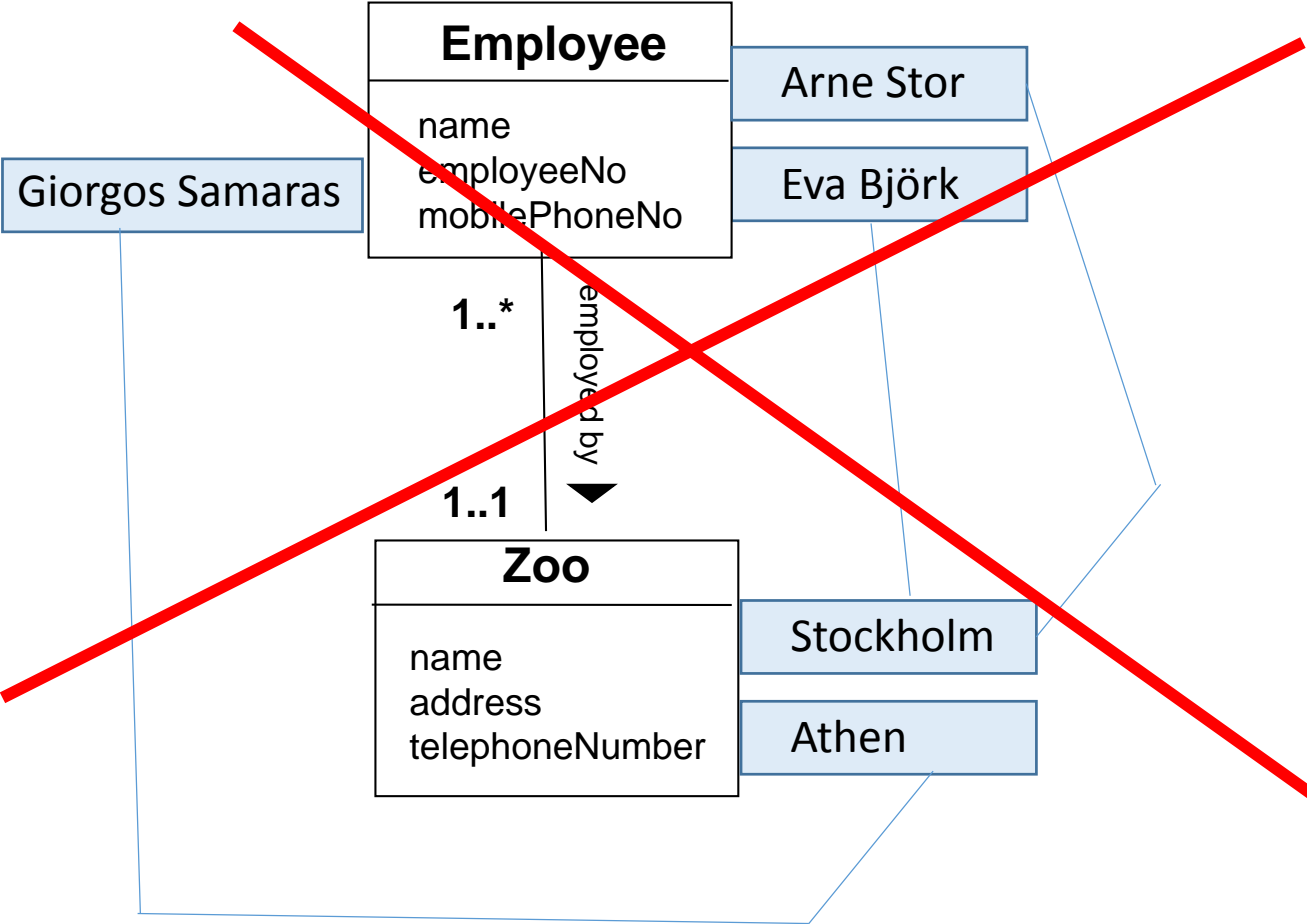 Employee
Arne Stor
name
employeeNo
mobilePhoneNo
Giorgos Samaras
Eva Björk
1..*
employed by
1..1
Zoo
name
address
telephoneNumber
Stockholm
Athen